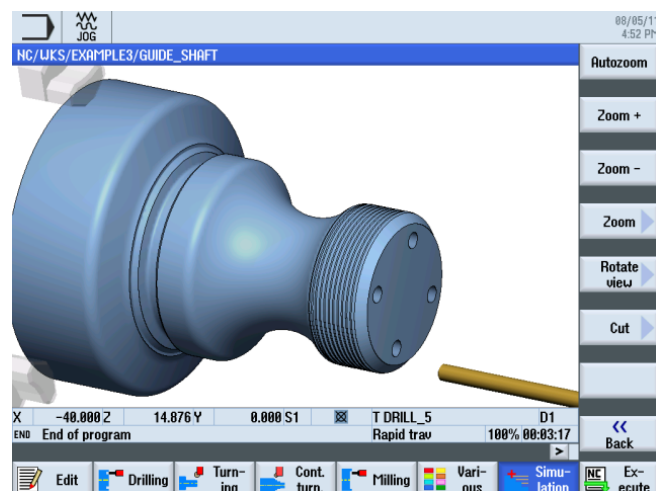 08/05/11
JOG
4:52 PM
NC/WKS/EXAMPLE3/GUIDE_SHAFT
Autozoom
Zoom +
Zoom -
Zoom
Rotate
view
Cut
X -40.000 Z 14.876 Y 0.000 S1 T DRILL_5 D1
END End of program Rapid trav 100% 00:03:17
<<
Back
>
Edit
Drilling
Turn-
ing
Cont.
turn.
Milling
Vari-
ous
Simu-
lation
NC Ex-
ecute